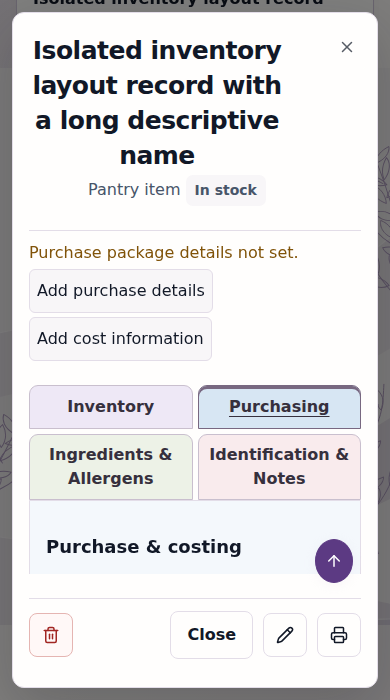 Isolated inventory
layout record with
a long descriptive
name
Pantry item In stock
Purchase package details not set.
Add purchase details
Add cost information
Inventory Purchasing
Ingredients & Identification &
Allergens Notes
Purchase & costing
Close